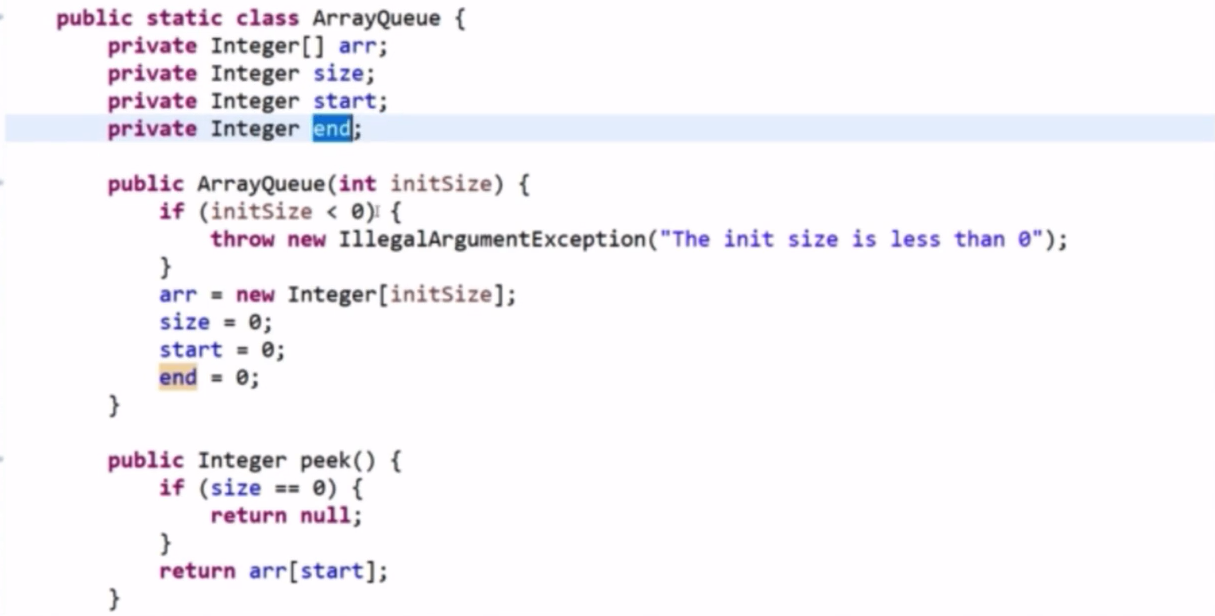 public static class ArrayQueue {
private Integer[] arr;
private Integer size;
private Integer start;
private Integer end;
public ArrayQueue(int initSize) {
if (initSize < 0) {
throw new IllegalArgumentException("The init size is less than 0");
}
arr = new Integer[initSize];
size = 0;
start = 0;
end = 0;
}
public Integer peek() {
if (size == 0) {
return null;
}
return arr[start];
}